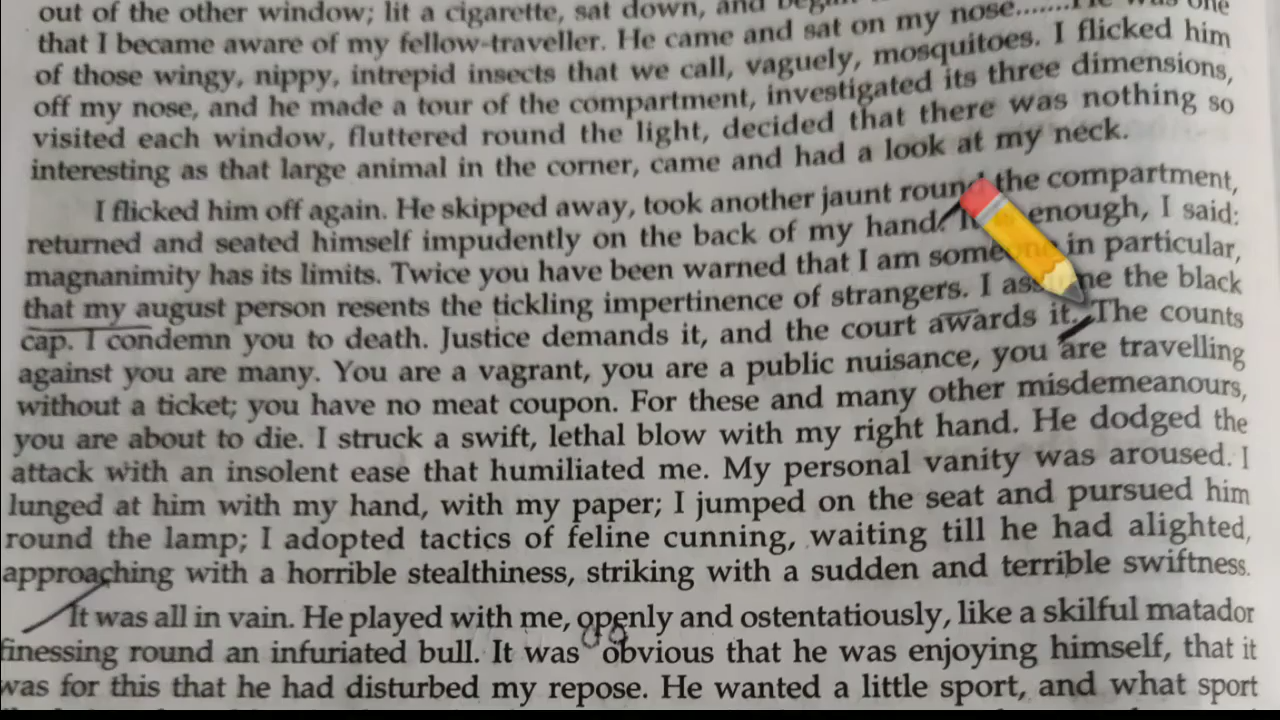 out of the other window; lit a cigarette, sat down, and
that I became aware of my fellow-traveller. He came and sat on my nose.......He was one
of those wingy, nippy, intrepid insects that we call, vaguely, mosquitoes. I flicked him
off my nose, and he made a tour of the compartment, investigated its three dimensions,
visited each window, fluttered round the light, decided that there was nothing so
interesting as that large animal in the corner, came and had a look at my neck.
I flicked him off again. He skipped away, took another jaunt round the compartment,
returned and seated himself impudently on the back of my hand. enough, I said:
magnanimity has its limits. Twice you have been warned that I am someone in particular,
that my august person resents the tickling impertinence of strangers. I assume the black
cap. I condemn you to death. Justice demands it, and the court awards it. The counts
against you are many. You are a vagrant, you are a public nuisance, you are travelling
without a ticket; you have no meat coupon. For these and many other misdemeanours,
you are about to die. I struck a swift, lethal blow with my right hand. He dodged the
attack with an insolent ease that humiliated me. My personal vanity was aroused. I
lunged at him with my hand, with my paper; I jumped on the seat and pursued him
round the lamp; I adopted tactics of feline cunning, waiting till he had alighted,
approaching with a horrible stealthiness, striking with a sudden and terrible swiftness.
It was all in vain. He played with me, openly and ostentatiously, like a skilful matador
finessing round an infuriated bull. It was obvious that he was enjoying himself, that it
was for this that he had disturbed my repose. He wanted a little sport, and what sport